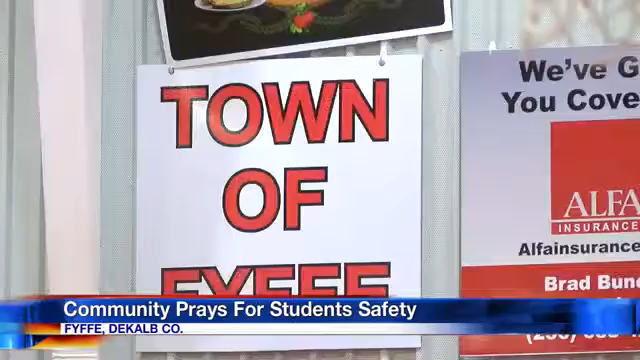 TOWN
OF
FYFFE
We've G
You Cove
ALFA
INSURANCE
Alfainsurance
Brad Bun
Community Prays For Students Safety
FYFFE, DEKALB CO.